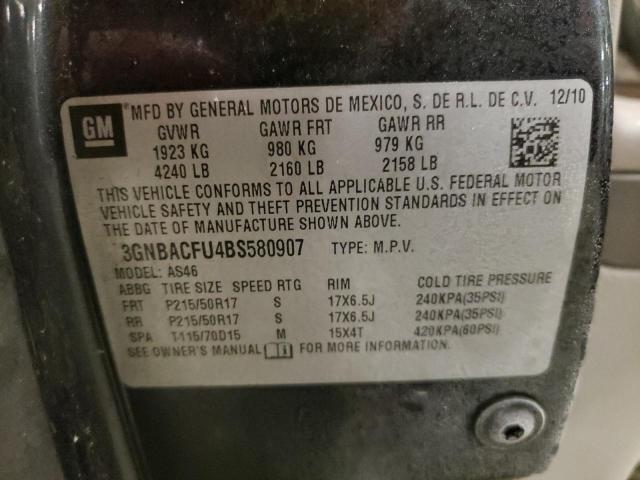 GM
MFD BY GENERAL MOTORS DE MEXICO, S. DE R.L. DE C.V. 12/10
GVWR GAWR FRT GAWR RR
1923 KG 980 KG 979 KG
4240 LB 2160 LB 2158 LB
THIS VEHICLE CONFORMS TO ALL APPLICABLE U.S. FEDERAL MOTOR
VEHICLE SAFETY AND THEFT PREVENTION STANDARDS IN EFFECT ON
THE DATE OF MANUFACTURE SHOWN ABOVE.
3GNBACFU4BS580907 TYPE: M.P.V.
MODEL: AS46
ABBG TIRE SIZE SPEED RTG RIM COLD TIRE PRESSURE
FRT P215/50R17 S 17X6.5J 240KPA(35PSI)
RR P215/50R17 S 17X6.5J 240KPA(35PSI)
SPA T115/70D15 M 15X4T 420KPA(60PSI)
SEE OWNER'S MANUAL FOR MORE INFORMATION.